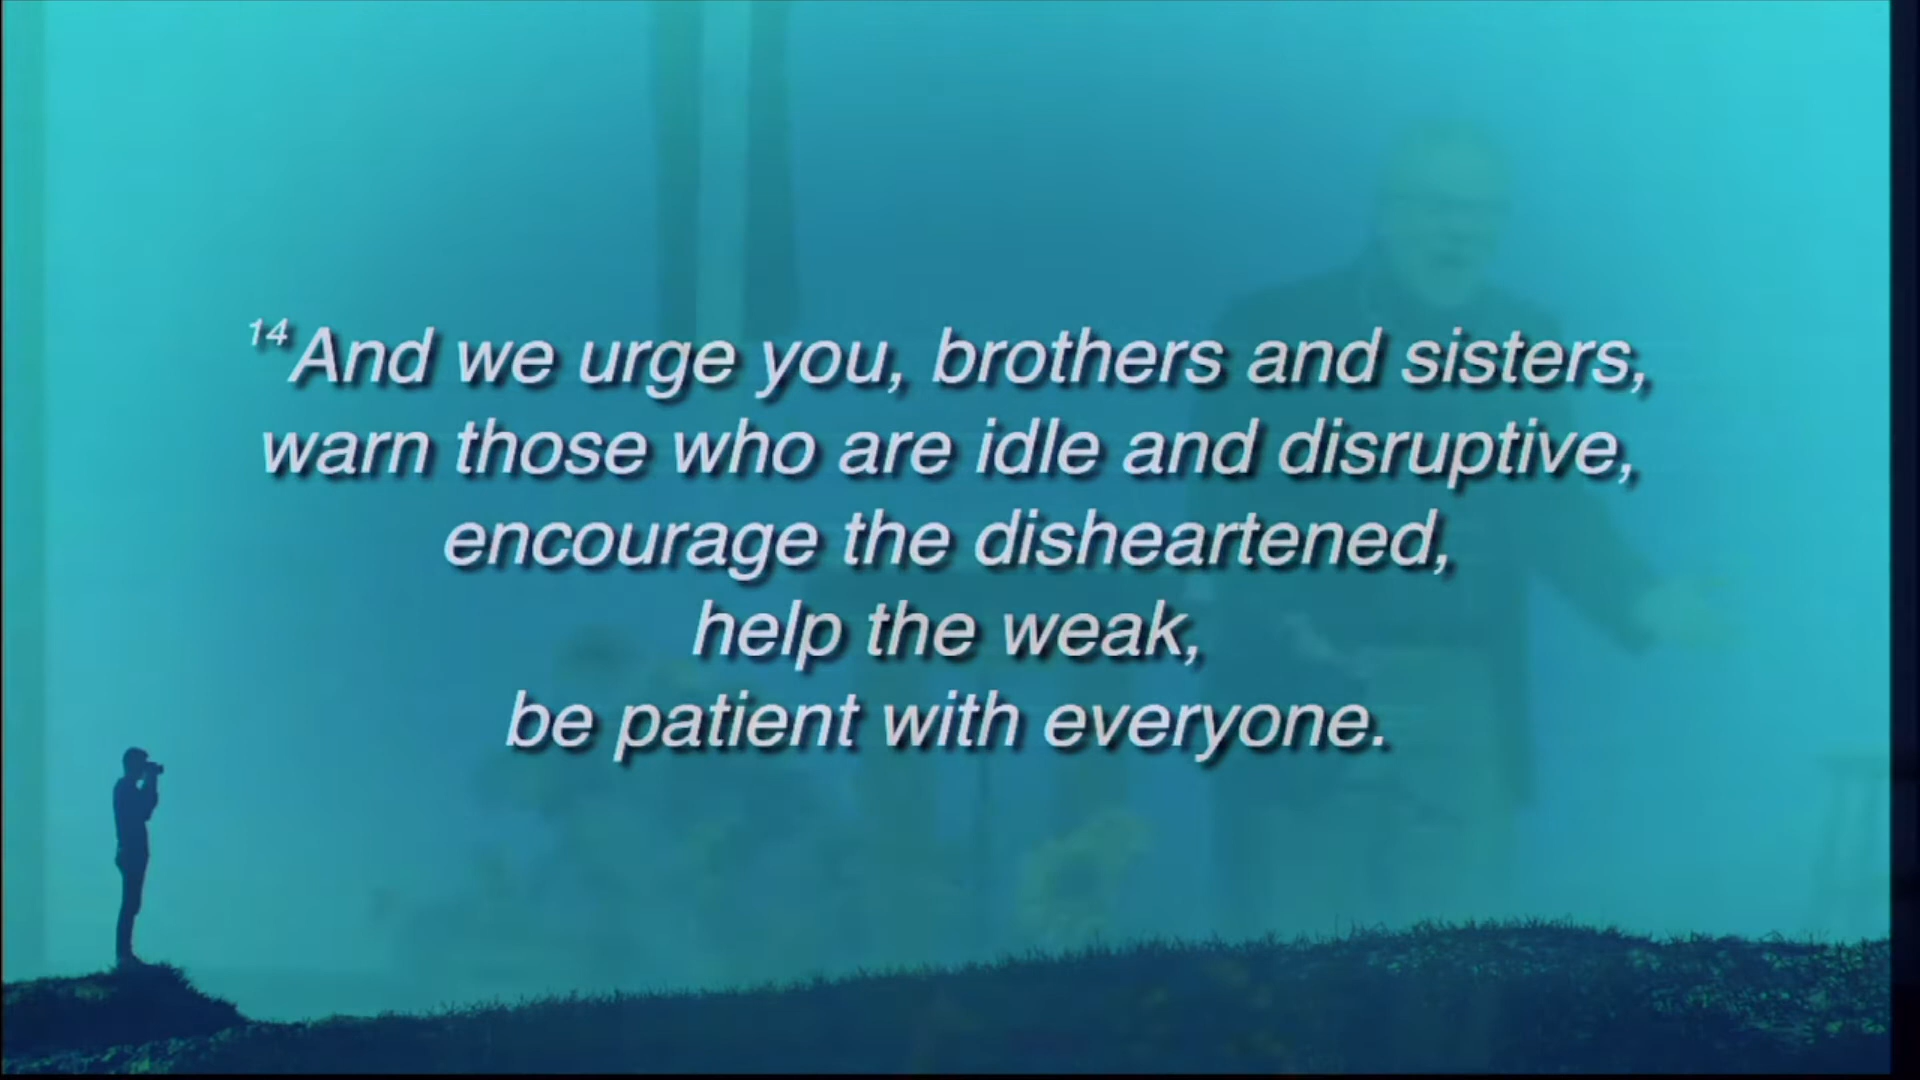 14And we urge you, brothers and sisters,
warn those who are idle and disruptive,
encourage the disheartened,
help the weak,
be patient with everyone.